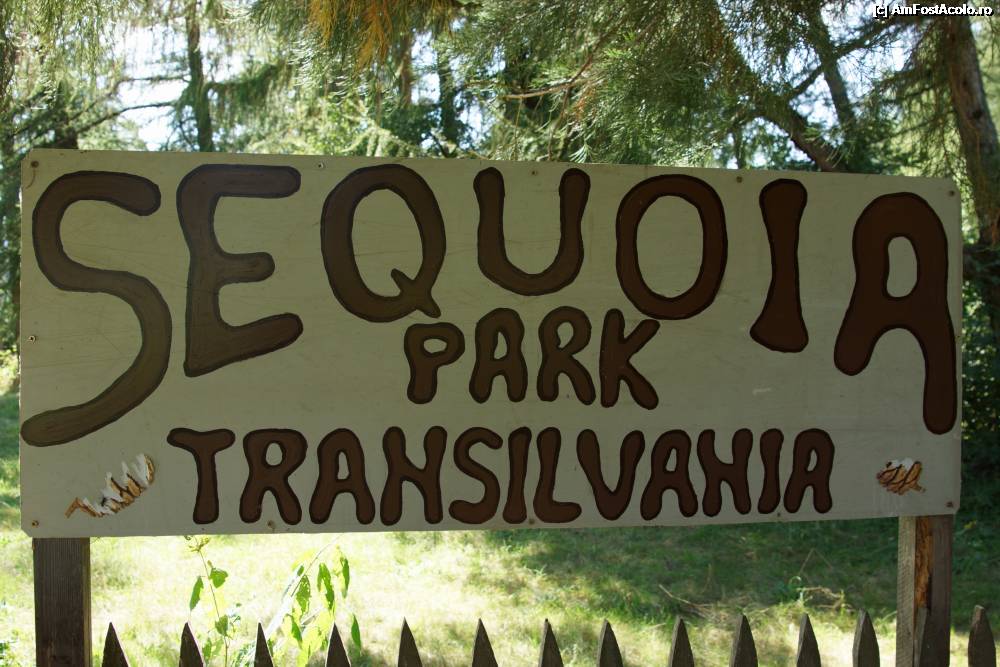 (c) AmFostAcolo.ro
SEQUOIA
PARK
TRANSILVANIA